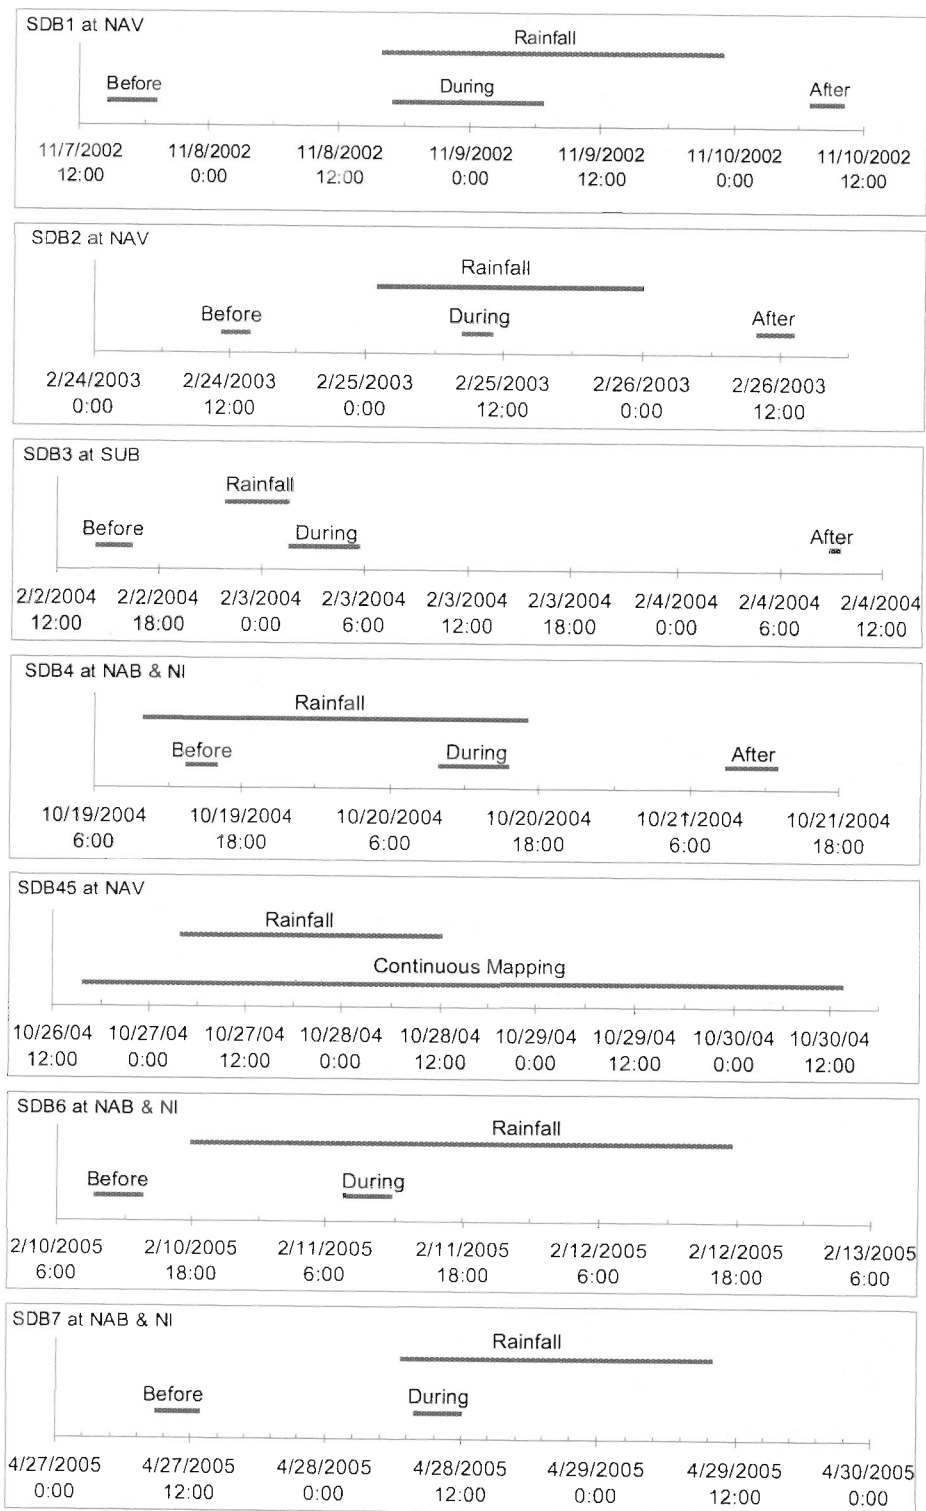 SDB1 at NAV
Rainfall
Before During After
11/7/2002 11/8/2002 11/8/2002 11/9/2002 11/9/2002 11/10/2002 11/10/2002
12:00 0:00 12:00 0:00 12:00 0:00 12:00
SDB2 at NAV
Rainfall
Before During After
2/24/2003 2/24/2003 2/25/2003 2/25/2003 2/26/2003 2/26/2003
0:00 12:00 0:00 12:00 0:00 12:00
SDB3 at SUB
Rainfall
Before During After
2/2/2004 2/2/2004 2/3/2004 2/3/2004 2/3/2004 2/3/2004 2/4/2004 2/4/2004 2/4/2004
12:00 18:00 0:00 6:00 12:00 18:00 0:00 6:00 12:00
SDB4 at NAB & NI
Rainfall
Before During After
10/19/2004 10/19/2004 10/20/2004 10/20/2004 10/21/2004 10/21/2004
6:00 18:00 6:00 18:00 6:00 18:00
SDB45 at NAV
Rainfall
Continuous Mapping
10/26/04 10/27/04 10/27/04 10/28/04 10/28/04 10/29/04 10/29/04 10/30/04 10/30/04
12:00 0:00 12:00 0:00 12:00 0:00 12:00 0:00 12:00
SDB6 at NAB & NI
Rainfall
Before During
2/10/2005 2/10/2005 2/11/2005 2/11/2005 2/12/2005 2/12/2005 2/13/2005
6:00 18:00 6:00 18:00 6:00 18:00 6:00
SDB7 at NAB & NI
Rainfall
Before During
4/27/2005 4/27/2005 4/28/2005 4/28/2005 4/29/2005 4/29/2005 4/30/2005
0:00 12:00 0:00 12:00 0:00 12:00 0:00